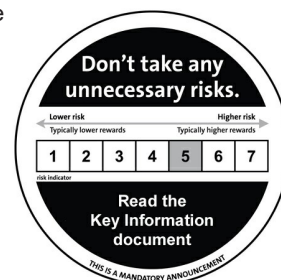 e
Don't take any
unnecessary risks.
Lower risk Higher risk
Typically lower rewards Typically higher rewards
1 2 3 4 5 6 7
risk indicator
Read the
Key Information
document
THIS IS A MANDATORY ANNOUNCEMENT